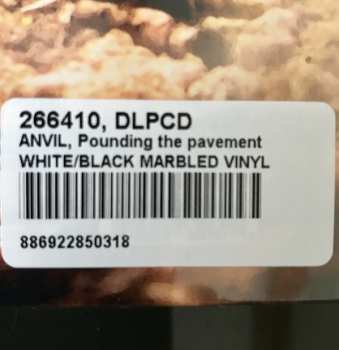 266410, DLPCD
ANVIL, Pounding the pavement
WHITE/BLACK MARBLED VINYL
886922850318